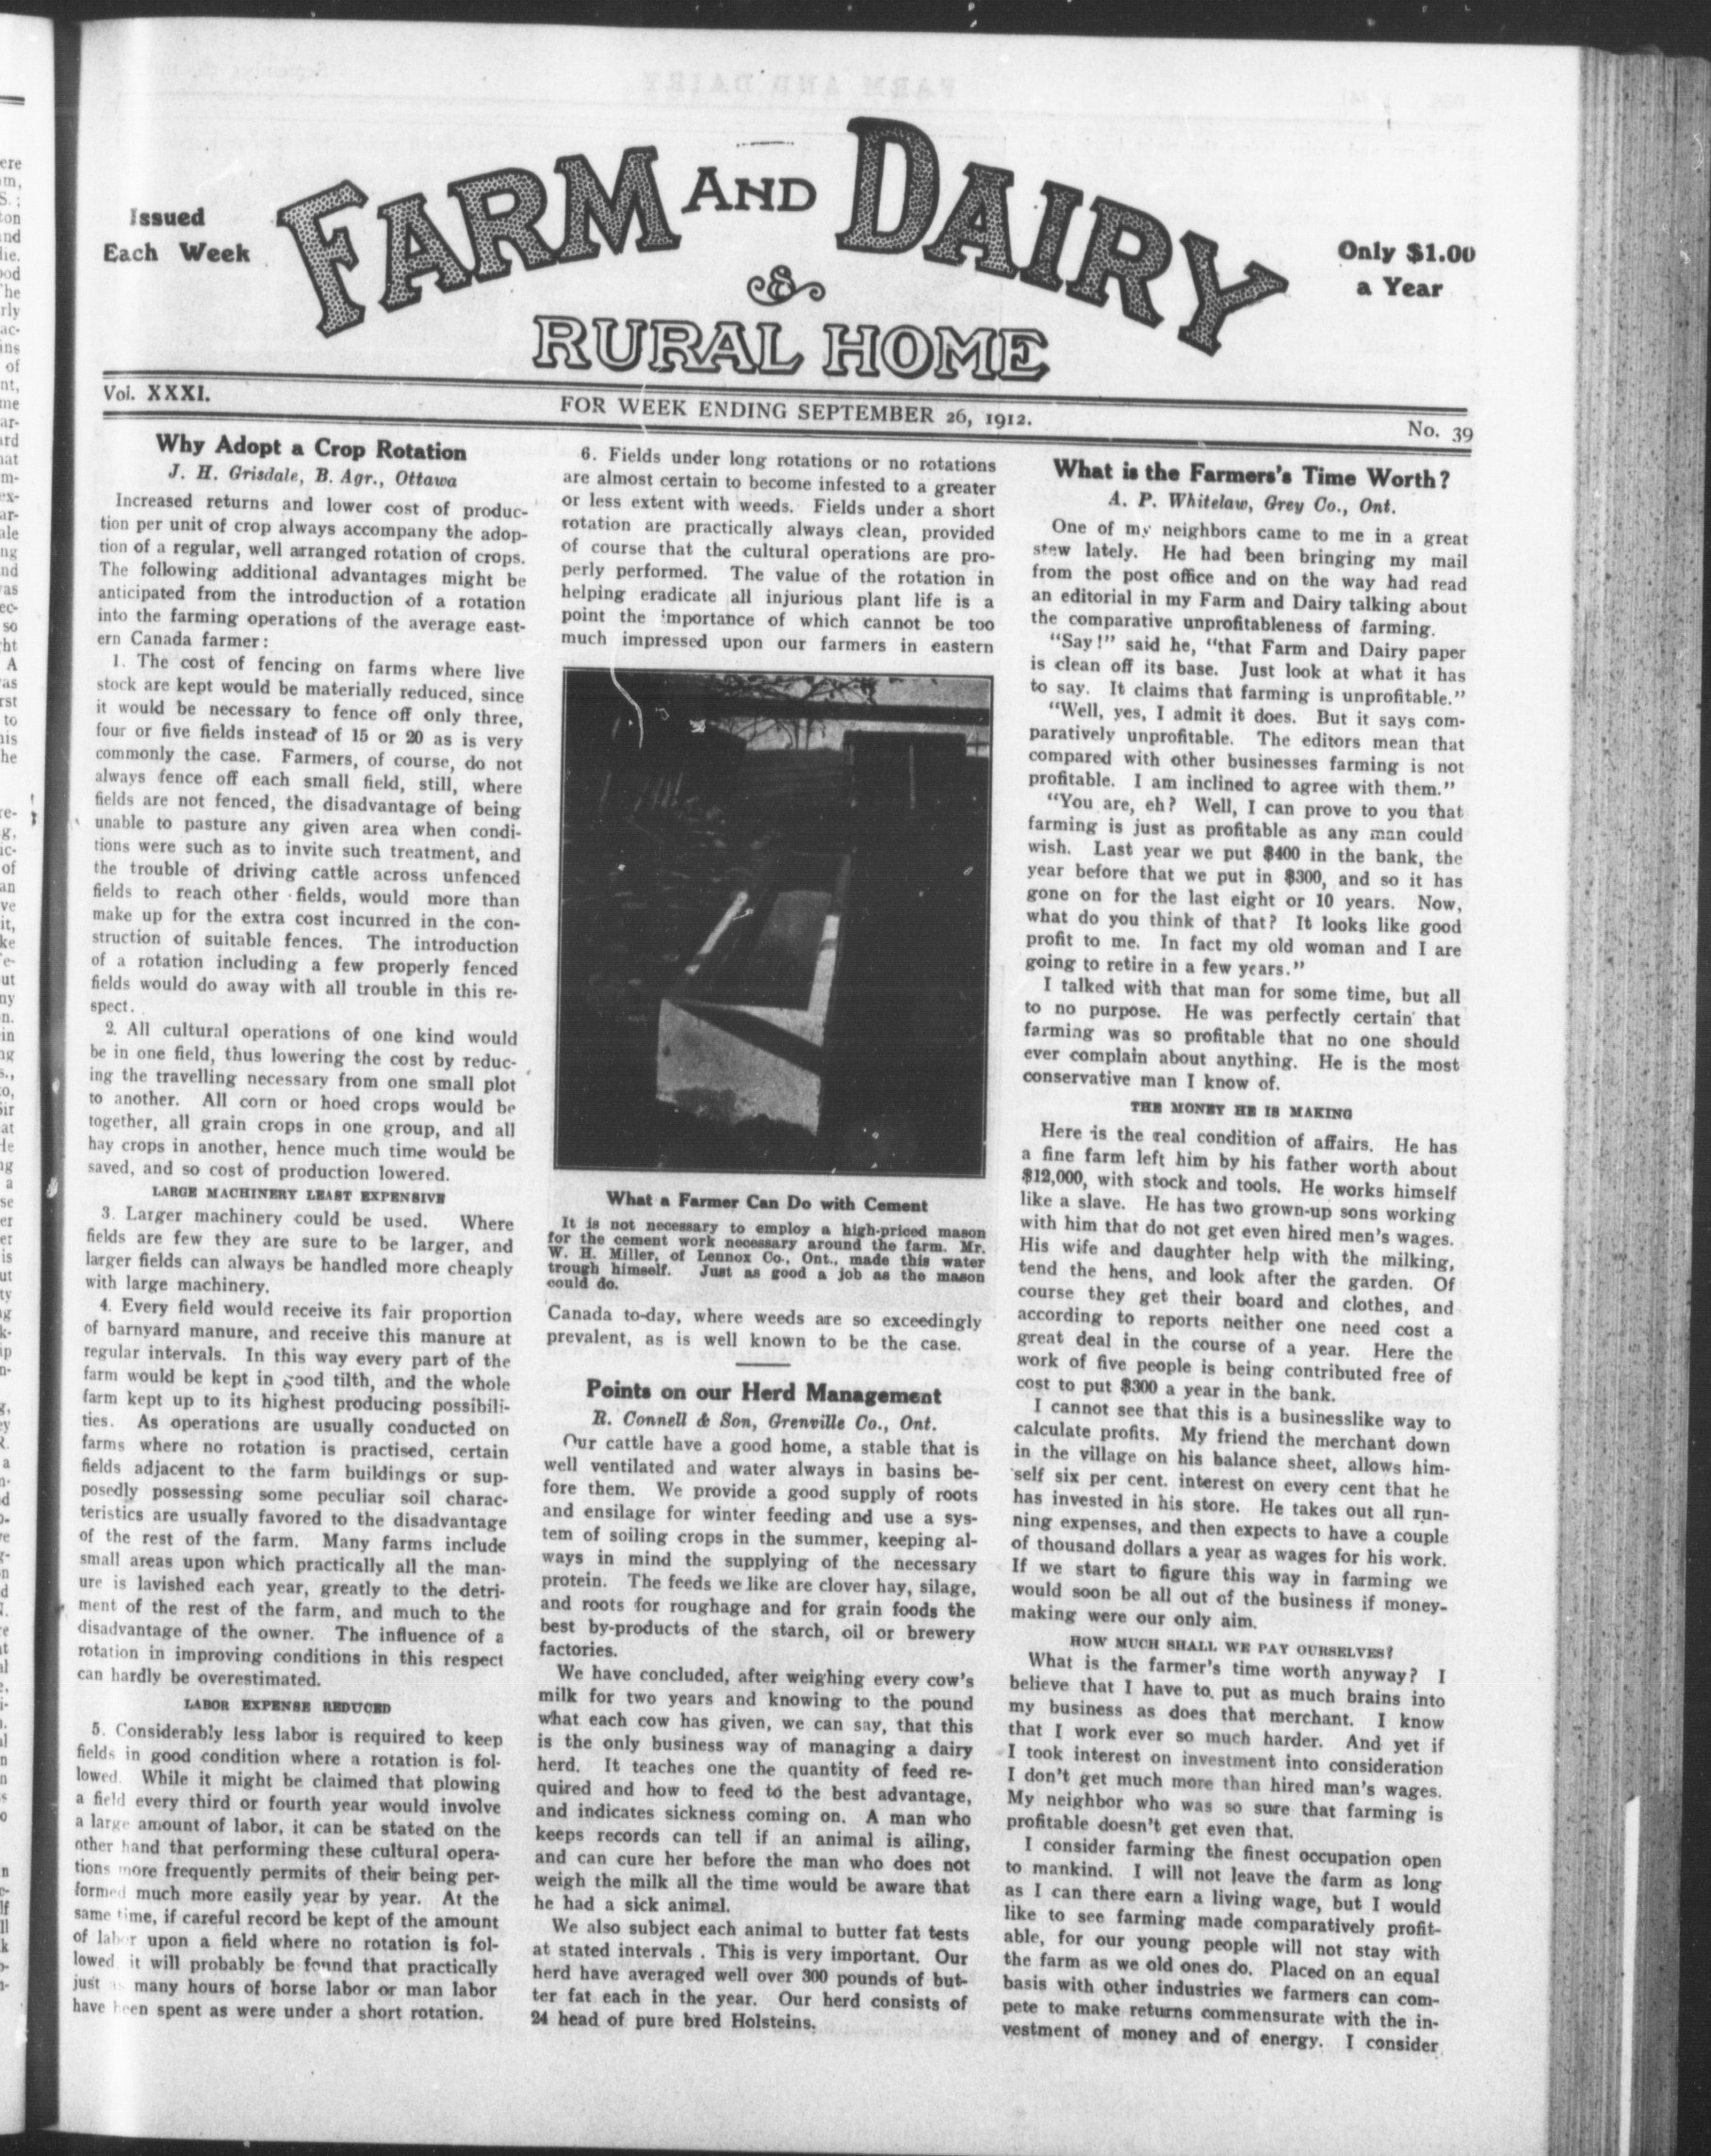 Issued
Each Week
FARM AND DAIRY
&
RURAL HOME
Only $1.00
a Year
Vol. XXXI.
FOR WEEK ENDING SEPTEMBER 26, 1912.
No. 39
Why Adopt a Crop Rotation
J. H. Grisdale, B. Agr., Ottawa
Increased returns and lower cost of produc-
tion per unit of crop always accompany the adop-
tion of a regular, well arranged rotation of crops.
The following additional advantages might be
anticipated from the introduction of a rotation
into the farming operations of the average east-
ern Canada farmer:
1. The cost of fencing on farms where live
stock are kept would be materially reduced, since
it would be necessary to fence off only three,
four or five fields instead of 15 or 20 as is very
commonly the case. Farmers, of course, do not
always fence off each small field, still, where
fields are not fenced, the disadvantage of being
unable to pasture any given area when condi-
tions were such as to invite such treatment, and
the trouble of driving cattle across unfenced
fields to reach other fields, would more than
make up for the extra cost incurred in the con-
struction of suitable fences. The introduction
of a rotation including a few properly fenced
fields would do away with all trouble in this re-
spect.
2. All cultural operations of one kind would
be in one field, thus lowering the cost by reduc-
ing the travelling necessary from one small plot
to another. All corn or hoed crops would be
together, all grain crops in one group, and all
hay crops in another, hence much time would be
saved, and so cost of production lowered.
LARGE MACHINERY LEAST EXPENSIVE
3. Larger machinery could be used. Where
fields are few they are sure to be larger, and
larger fields can always be handled more cheaply
with large machinery.
4. Every field would receive its fair proportion
of barnyard manure, and receive this manure at
regular intervals. In this way every part of the
farm would be kept in good tilth, and the whole
farm kept up to its highest producing possibili-
ties. As operations are usually conducted on
farms where no rotation is practised, certain
fields adjacent to the farm buildings or sup-
posedly possessing some peculiar soil charac-
teristics are usually favored to the disadvantage
of the rest of the farm. Many farms include
small areas upon which practically all the man-
ure is lavished each year, greatly to the detri-
ment of the rest of the farm, and much to the
disadvantage of the owner. The influence of a
rotation in improving conditions in this respect
can hardly be overestimated.
LABOR EXPENSE REDUCED
5. Considerably less labor is required to keep
fields in good condition where a rotation is fol-
lowed. While it might be claimed that plowing
a field every third or fourth year would involve
a large amount of labor, it can be stated on the
other hand that performing these cultural opera-
tions more frequently permits of their being per-
formed much more easily year by year. At the
same time, if careful record be kept of the amount
of labor upon a field where no rotation is fol-
lowed it will probably be found that practically
just as many hours of horse labor or man labor
have been spent as were under a short rotation.
6. Fields under long rotations or no rotations
are almost certain to become infested to a greater
or less extent with weeds. Fields under a short
rotation are practically always clean, provided
of course that the cultural operations are pro-
perly performed. The value of the rotation in
helping eradicate all injurious plant life is a
point the importance of which cannot be too
much impressed upon our farmers in eastern
What a Farmer Can Do with Cement
It is not necessary to employ a high-priced mason
for the cement work necessary around the farm. Mr.
W. H. Miller, of Lennox Co., Ont., made this water
trough himself. Just as good a job as the mason
could do.
Canada to-day, where weeds are so exceedingly
prevalent, as is well known to be the case.
Points on our Herd Management
R. Connell & Son, Grenville Co., Ont.
Our cattle have a good home, a stable that is
well ventilated and water always in basins be-
fore them. We provide a good supply of roots
and ensilage for winter feeding and use a sys-
tem of soiling crops in the summer, keeping al-
ways in mind the supplying of the necessary
protein. The feeds we like are clover hay, silage,
and roots for roughage and for grain foods the
best by-products of the starch, oil or brewery
factories.
We have concluded, after weighing every cow's
milk for two years and knowing to the pound
what each cow has given, we can say, that this
is the only business way of managing a dairy
herd. It teaches one the quantity of feed re-
quired and how to feed to the best advantage,
and indicates sickness coming on. A man who
keeps records can tell if an animal is ailing,
and can cure her before the man who does not
weigh the milk all the time would be aware that
he had a sick animal.
We also subject each animal to butter fat tests
at stated intervals . This is very important. Our
herd have averaged well over 300 pounds of but-
ter fat each in the year. Our herd consists of
24 head of pure bred Holsteins.
What is the Farmers's Time Worth?
A. P. Whitelaw, Grey Co., Ont.
One of my neighbors came to me in a great
stew lately. He had been bringing my mail
from the post office and on the way had read
an editorial in my Farm and Dairy talking about
the comparative unprofitableness of farming.
"Say!" said he, "that Farm and Dairy paper
is clean off its base. Just look at what it has
to say. It claims that farming is unprofitable."
"Well, yes, I admit it does. But it says com-
paratively unprofitable. The editors mean that
compared with other businesses farming is not
profitable. I am inclined to agree with them."
"You are, eh? Well, I can prove to you that
farming is just as profitable as any man could
wish. Last year we put $400 in the bank, the
year before that we put in $300, and so it has
gone on for the last eight or 10 years. Now,
what do you think of that? It looks like good
profit to me. In fact my old woman and I are
going to retire in a few years."
I talked with that man for some time, but all
to no purpose. He was perfectly certain that
farming was so profitable that no one should
ever complain about anything. He is the most
conservative man I know of.
THE MONEY HE IS MAKING
Here is the real condition of affairs. He has
a fine farm left him by his father worth about
$12,000, with stock and tools. He works himself
like a slave. He has two grown-up sons working
with him that do not get even hired men's wages.
His wife and daughter help with the milking,
tend the hens, and look after the garden. Of
course they get their board and clothes, and
according to reports neither one need cost a
great deal in the course of a year. Here the
work of five people is being contributed free of
cost to put $300 a year in the bank.
I cannot see that this is a businesslike way to
calculate profits. My friend the merchant down
in the village on his balance sheet, allows him-
self six per cent. interest on every cent that he
has invested in his store. He takes out all run-
ning expenses, and then expects to have a couple
of thousand dollars a year as wages for his work.
If we start to figure this way in farming we
would soon be all out of the business if money-
making were our only aim.
HOW MUCH SHALL WE PAY OURSELVES?
What is the farmer's time worth anyway? I
believe that I have to put as much brains into
my business as does that merchant. I know
that I work ever so much harder. And yet if
I took interest on investment into consideration
I don't get much more than hired man's wages.
My neighbor who was so sure that farming is
profitable doesn't get even that.
I consider farming the finest occupation open
to mankind. I will not leave the farm as long
as I can there earn a living wage, but I would
like to see farming made comparatively profit-
able, for our young people will not stay with
the farm as we old ones do. Placed on an equal
basis with other industries we farmers can com-
pete to make returns commensurate with the in-
vestment of money and of energy. I consider